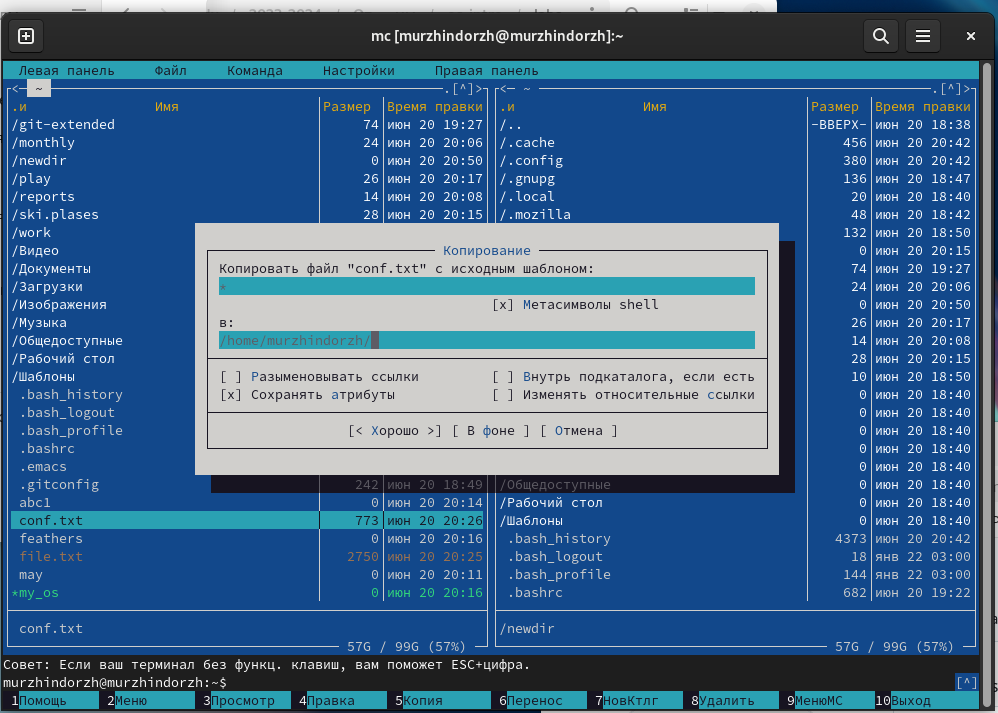 mc [murzhindorzh@murzhindorzh]:~
Левая панель Файл Команда Настройки Правая панель
<─ ~ .[^]> <─ ~ .[^]>
.и Имя Размер Время правки .и Имя Размер Время правки
/git-extended 74 июн 20 19:27 /.. -ВВЕРХ- июн 20 18:38
/monthly 24 июн 20 20:06 /.cache 456 июн 20 20:42
/newdir 0 июн 20 20:50 /.config 380 июн 20 20:42
/play 26 июн 20 20:17 /.gnupg 136 июн 20 18:47
/reports 14 июн 20 20:08 /.local 20 июн 20 18:40
/ski.plases 28 июн 20 20:15 /.mozilla 48 июн 20 18:42
/work 132 июн 20 18:50
/Видео 0 июн 20 20:15
/Документы 74 июн 20 19:27
/Загрузки 24 июн 20 20:06
/Изображения 0 июн 20 20:50
/Музыка 26 июн 20 20:17
/Общедоступные 14 июн 20 20:08
/Рабочий стол 28 июн 20 20:15
/Шаблоны 10 июн 20 18:50
.bash_history 0 июн 20 18:40
.bash_logout 0 июн 20 18:40
.bash_profile 0 июн 20 18:40
.bashrc 0 июн 20 18:40
.emacs 0 июн 20 18:40
.gitconfig 242 июн 20 18:49 /Общедоступные 0 июн 20 18:40
abc1 0 июн 20 20:14 /Рабочий стол 0 июн 20 18:40
conf.txt 773 июн 20 20:26 /Шаблоны 0 июн 20 18:40
feathers 0 июн 20 20:16 .bash_history 4373 июн 20 20:42
file.txt 2750 июн 20 20:25 .bash_logout 18 янв 22 03:00
may 0 июн 20 20:11 .bash_profile 144 янв 22 03:00
*my_os 0 июн 20 20:16 .bashrc 682 июн 20 19:22
Копирование
Копировать файл "conf.txt" с исходным шаблоном:
*
[x] Метасимволы shell
в:
/home/murzhindorzh/
[ ] Разыменовывать ссылки [ ] Внутрь подкаталога, если есть
[x] Сохранять атрибуты [ ] Изменять относительные ссылки
[< Хорошо >] [ В фоне ] [ Отмена ]
conf.txt /newdir
57G / 99G (57%) 57G / 99G (57%)
Совет: Если ваш терминал без функц. клавиш, вам поможет ESC+цифра.
murzhindorzh@murzhindorzh:~$ [^]
1Помощь 2Меню 3Просмотр 4Правка 5Копия 6Перенос 7НовКтлг 8Удалить 9МенюМС 10Выход